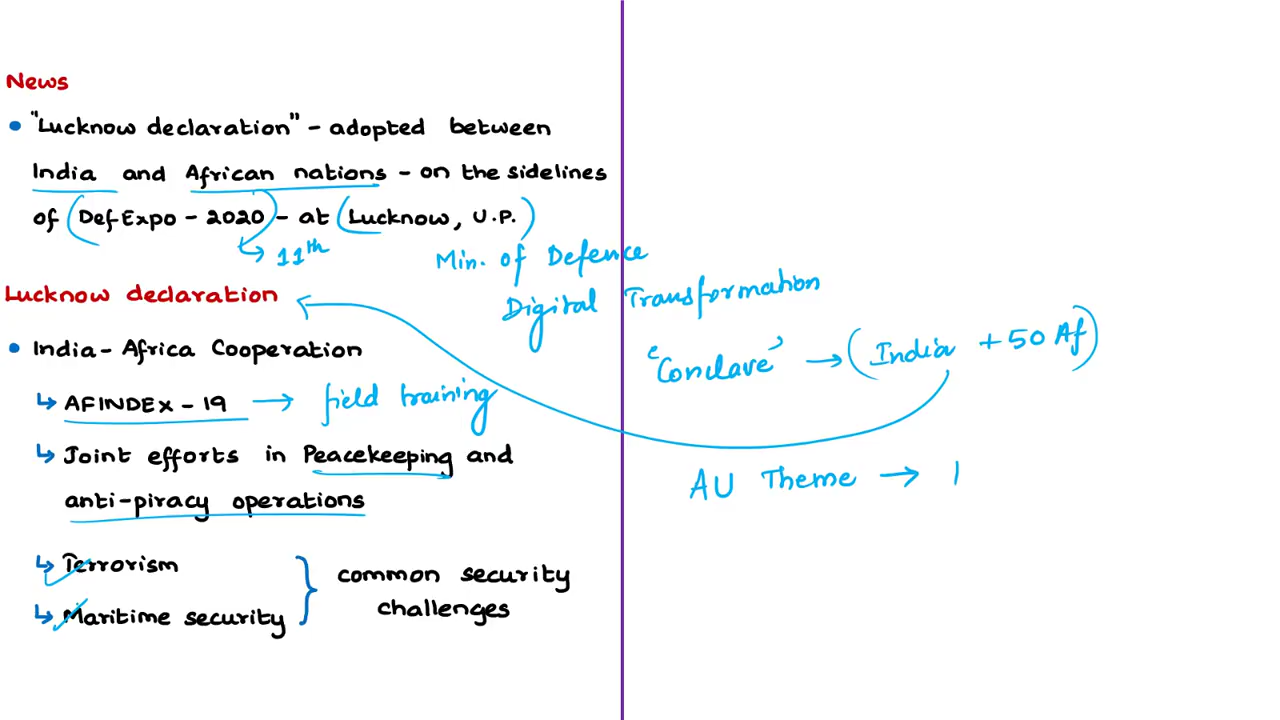 News
• "Lucknow declaration" - adopted between
India and African nations - on the sidelines
of (DefExpo - 2020) - at (Lucknow, U.P.)
↳ 11th
Min. of Defence
Digital Transformation
Lucknow declaration
• India - Africa Cooperation
'Conclave' → (India + 50 Af)
↳ AFINDEX - 19 → field training
↳ Joint efforts in Peacekeeping and
anti-piracy operations
AU Theme →
↳ Terrorism
↳ Maritime security
common security
challenges